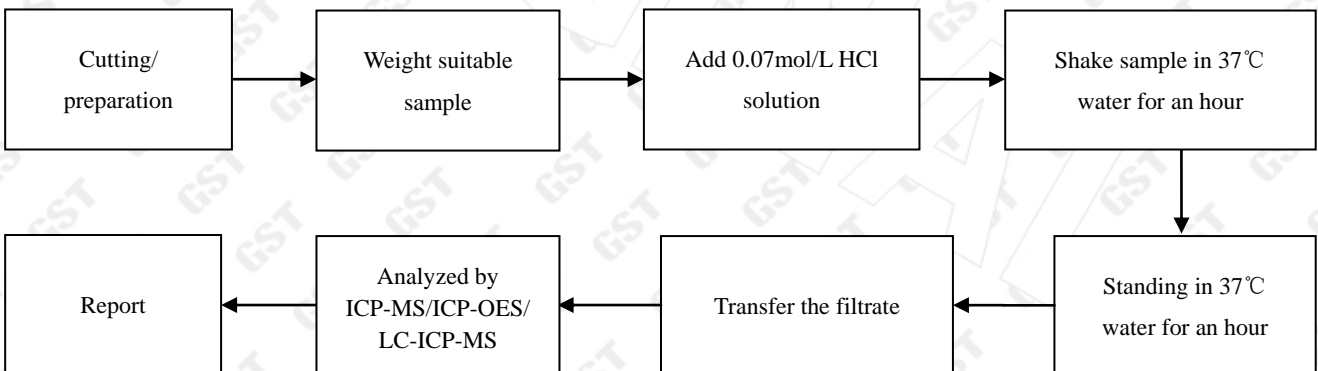 Cutting/
preparation
Weight suitable
sample
Add 0.07mol/L HCl
solution
Shake sample in 37℃
water for an hour
Standing in 37℃
water for an hour
Transfer the filtrate
Analyzed by
ICP-MS/ICP-OES/
LC-ICP-MS
Report
GST